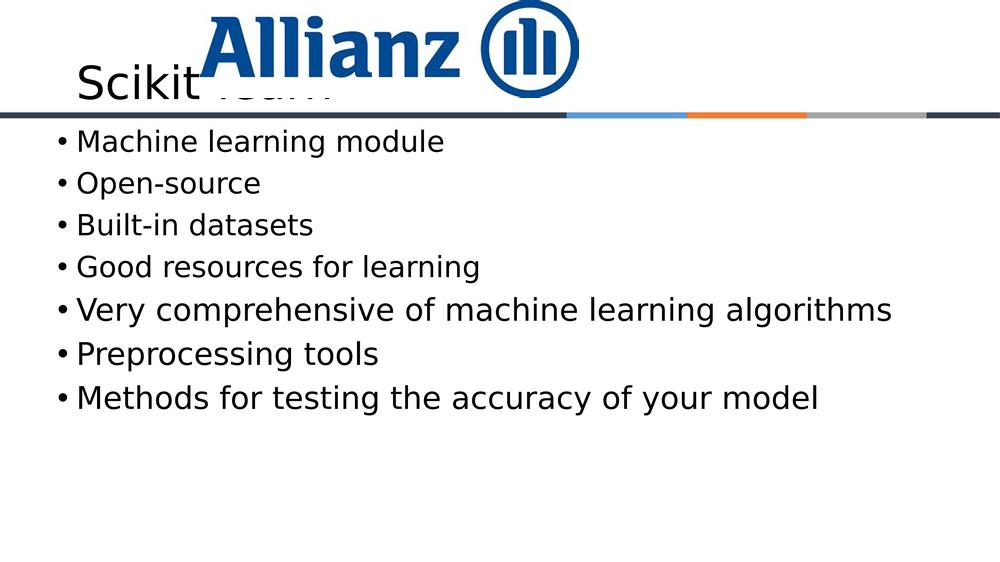 Allianz
Scikit
• Machine learning module
• Open-source
• Built-in datasets
• Good resources for learning
• Very comprehensive of machine learning algorithms
• Preprocessing tools
• Methods for testing the accuracy of your model